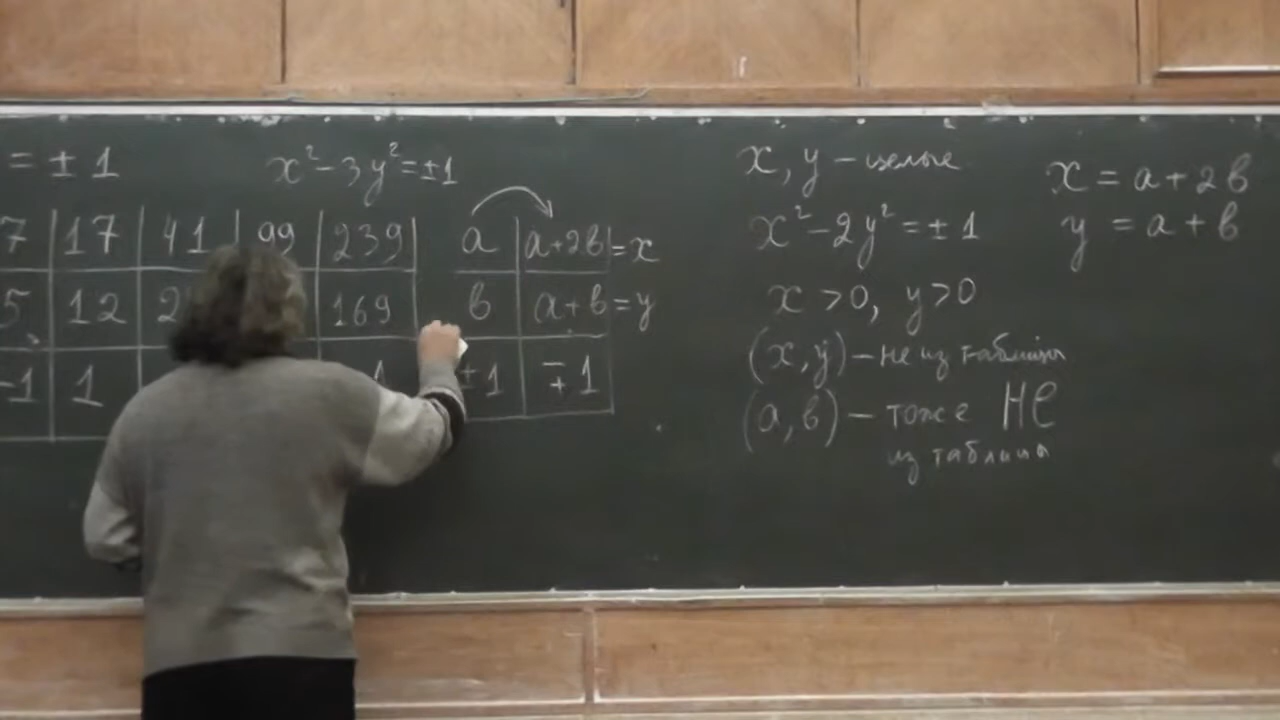 = ± 1
x² - 3y² = ±1
7 | 17 | 41 | 99 | 239
5 | 12 | 2 | 169
-1 | 1 | 1
a | a+2b = x
b | a+b = y
±1 | ∓1
x, y – целые
x² - 2y² = ± 1
x > 0, y > 0
(x, y) – не из таблицы
(a, b) – тоже НЕ
из таблицы
x = a + 2b
y = a + b